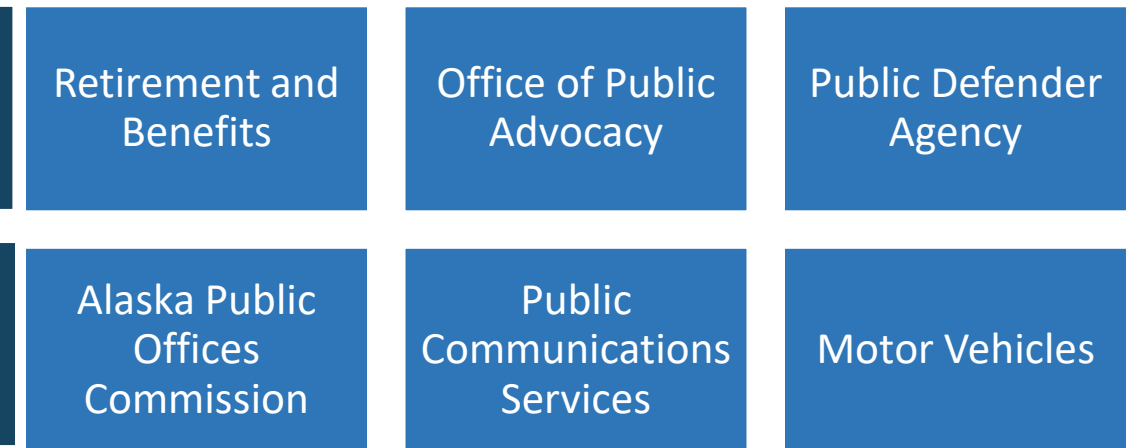 Retirement and
Benefits
Office of Public
Advocacy
Public Defender
Agency
Alaska Public
Offices
Commission
Public
Communications
Services
Motor Vehicles